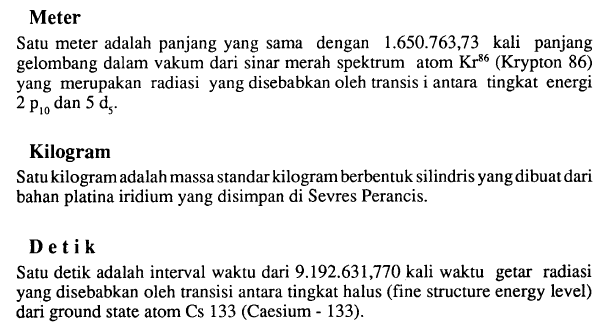 Meter
Satu meter adalah panjang yang sama dengan 1.650.763,73 kali panjang
gelombang dalam vakum dari sinar merah spektrum atom Kr⁸⁶ (Krypton 86)
yang merupakan radiasi yang disebabkan oleh transis i antara tingkat energi
2 p₁₀ dan 5 d₅.
Kilogram
Satu kilogram adalah massa standar kilogram berbentuk silindris yang dibuat dari
bahan platina iridium yang disimpan di Sevres Perancis.
D e t i k
Satu detik adalah interval waktu dari 9.192.631,770 kali waktu getar radiasi
yang disebabkan oleh transisi antara tingkat halus (fine structure energy level)
dari ground state atom Cs 133 (Caesium - 133).